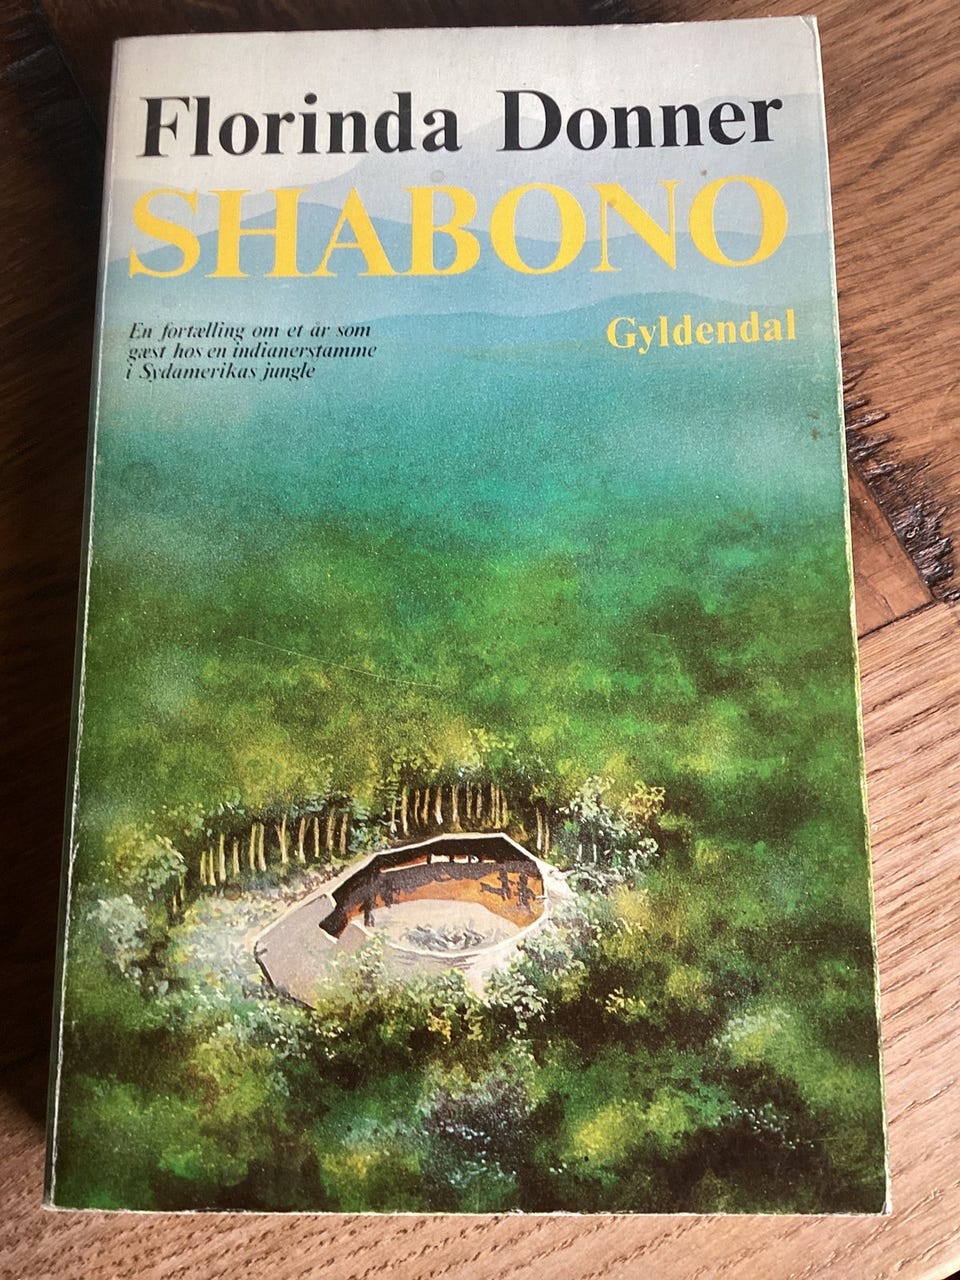 Florinda Donner
SHABONO
En fortælling om et år som
gæst hos en indianerstamme
i Sydamerikas jungle
Gyldendal